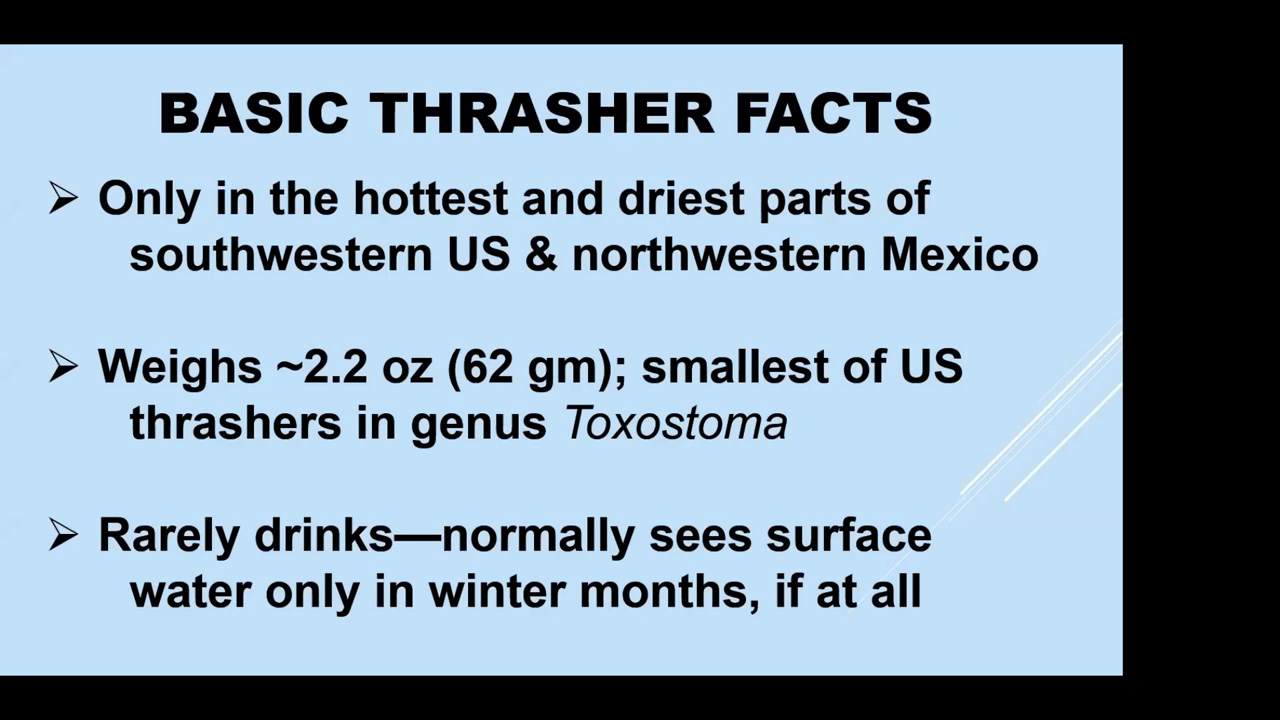 BASIC THRASHER FACTS
➢ Only in the hottest and driest parts of
southwestern US & northwestern Mexico
➢ Weighs ~2.2 oz (62 gm); smallest of US
thrashers in genus Toxostoma
➢ Rarely drinks—normally sees surface
water only in winter months, if at all